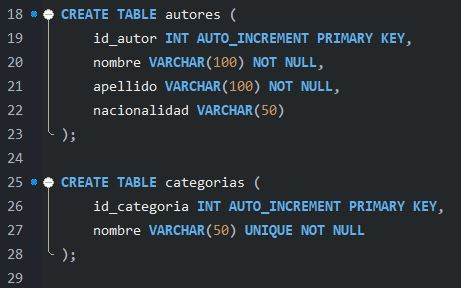 18 CREATE TABLE autores (
19 id_autor INT AUTO_INCREMENT PRIMARY KEY,
20 nombre VARCHAR(100) NOT NULL,
21 apellido VARCHAR(100) NOT NULL,
22 nacionalidad VARCHAR(50)
23 );
24
25 CREATE TABLE categorias (
26 id_categoria INT AUTO_INCREMENT PRIMARY KEY,
27 nombre VARCHAR(50) UNIQUE NOT NULL
28 );
29